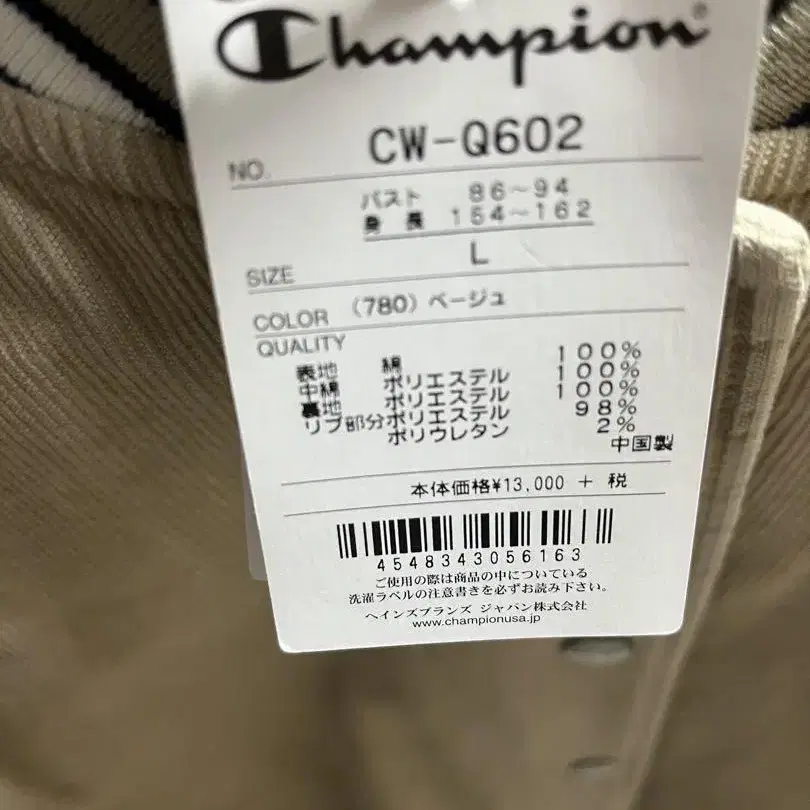 Champion
NO. CW-Q602
バスト 86～94
身長 154～162
SIZE L
COLOR (780) ベージュ
QUALITY
表地 綿 100%
中綿 ポリエステル 100%
裏地 ポリエステル 100%
リブ部分 ポリエステル 98%
ポリウレタン 2%
中国製
本体価格¥13,000 + 税
4548343056163
ご使用の際は商品の中についている
洗濯ラベルの注意書きを必ずお読み下さい。
ヘインズブランズ ジャパン株式会社
www.championusa.jp